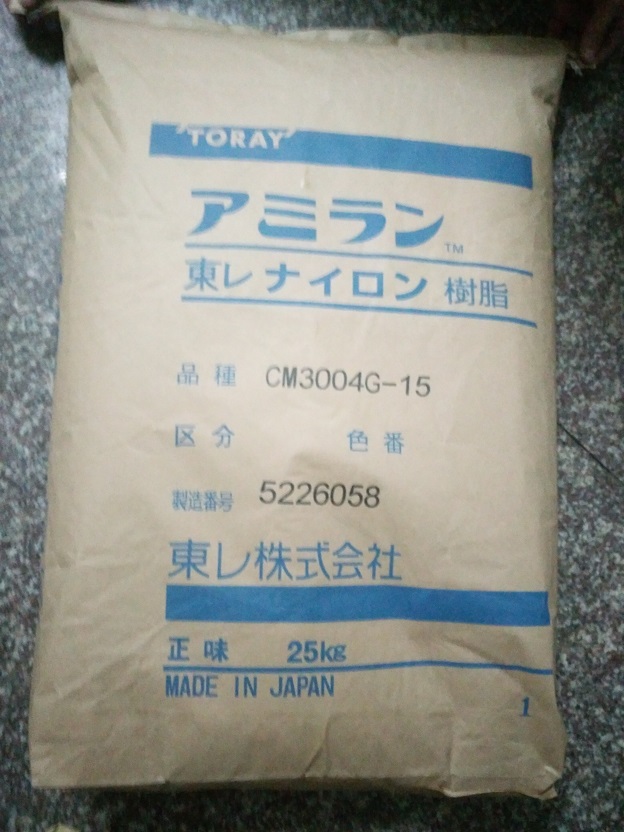 TORAY
アミラン™
東レ ナイロン 樹脂
品種 CM3004G-15
区分 色番
製造番号 5226058
東レ株式会社
正味 25kg
MADE IN JAPAN
1